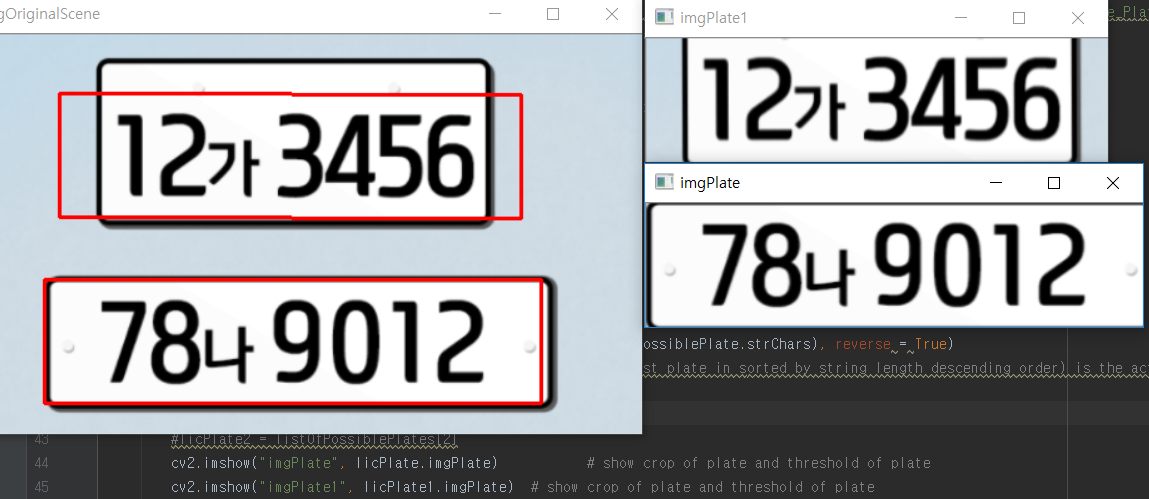 gOriginalScene
12가 3456
78나 9012
imgPlate1
12가 3456
imgPlate
78나 9012
e_Plat
ossiblePlate.strChars), reverse = True)
st plate in sorted by string length descending order) is the act
43 #licPlate2 = listOfPossiblePlates[2]
44 cv2.imshow("imgPlate", licPlate.imgPlate) # show crop of plate and threshold of plate
45 cv2.imshow("imgPlate1", licPlate1.imgPlate) # show crop of plate and threshold of plate